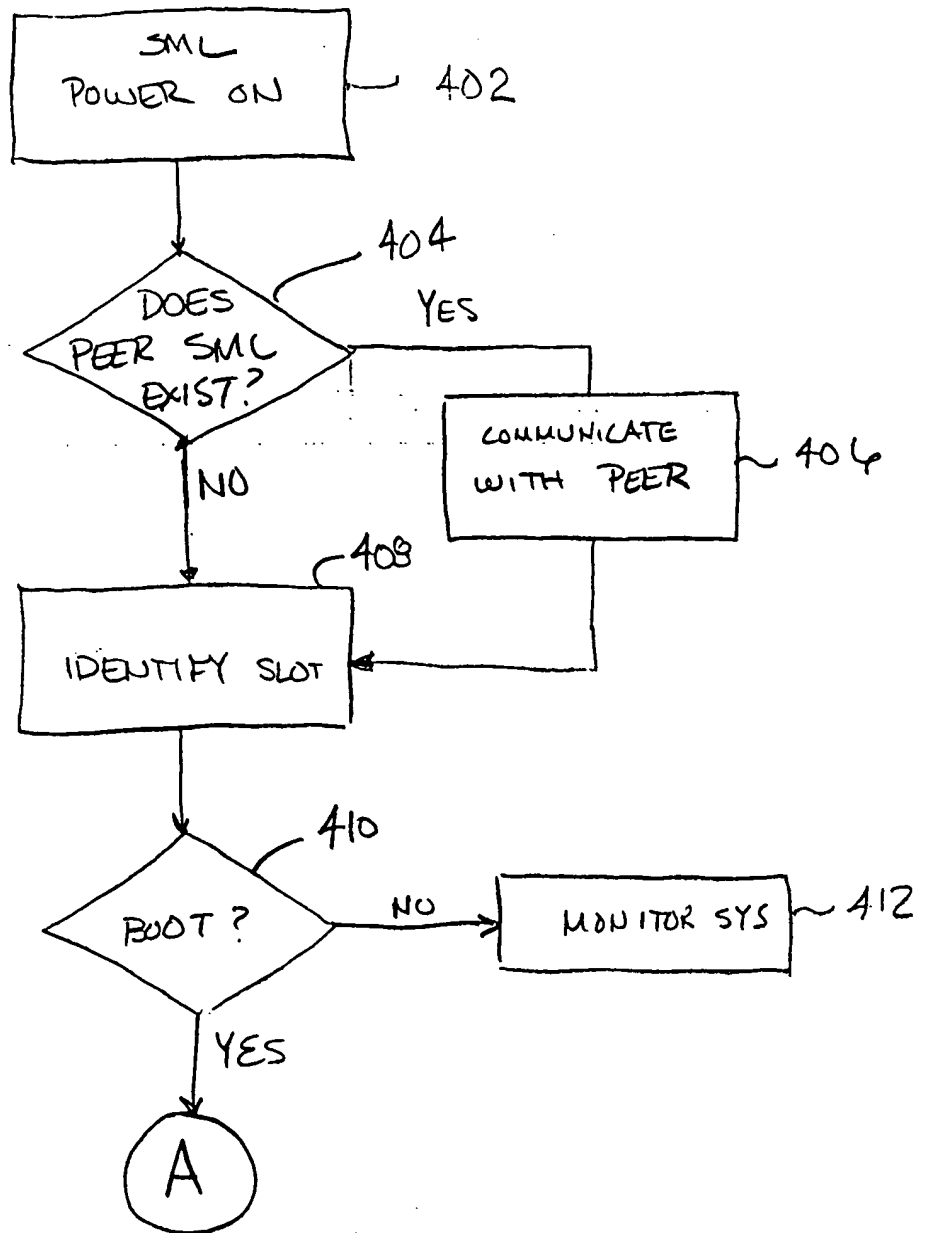 SML
POWER ON
402
404
DOES
PEER SML
EXIST?
YES
COMMUNICATE
WITH PEER
406
NO
408
IDENTIFY SLOT
410
BOOT?
NO
MONITOR SYS
412
YES
A